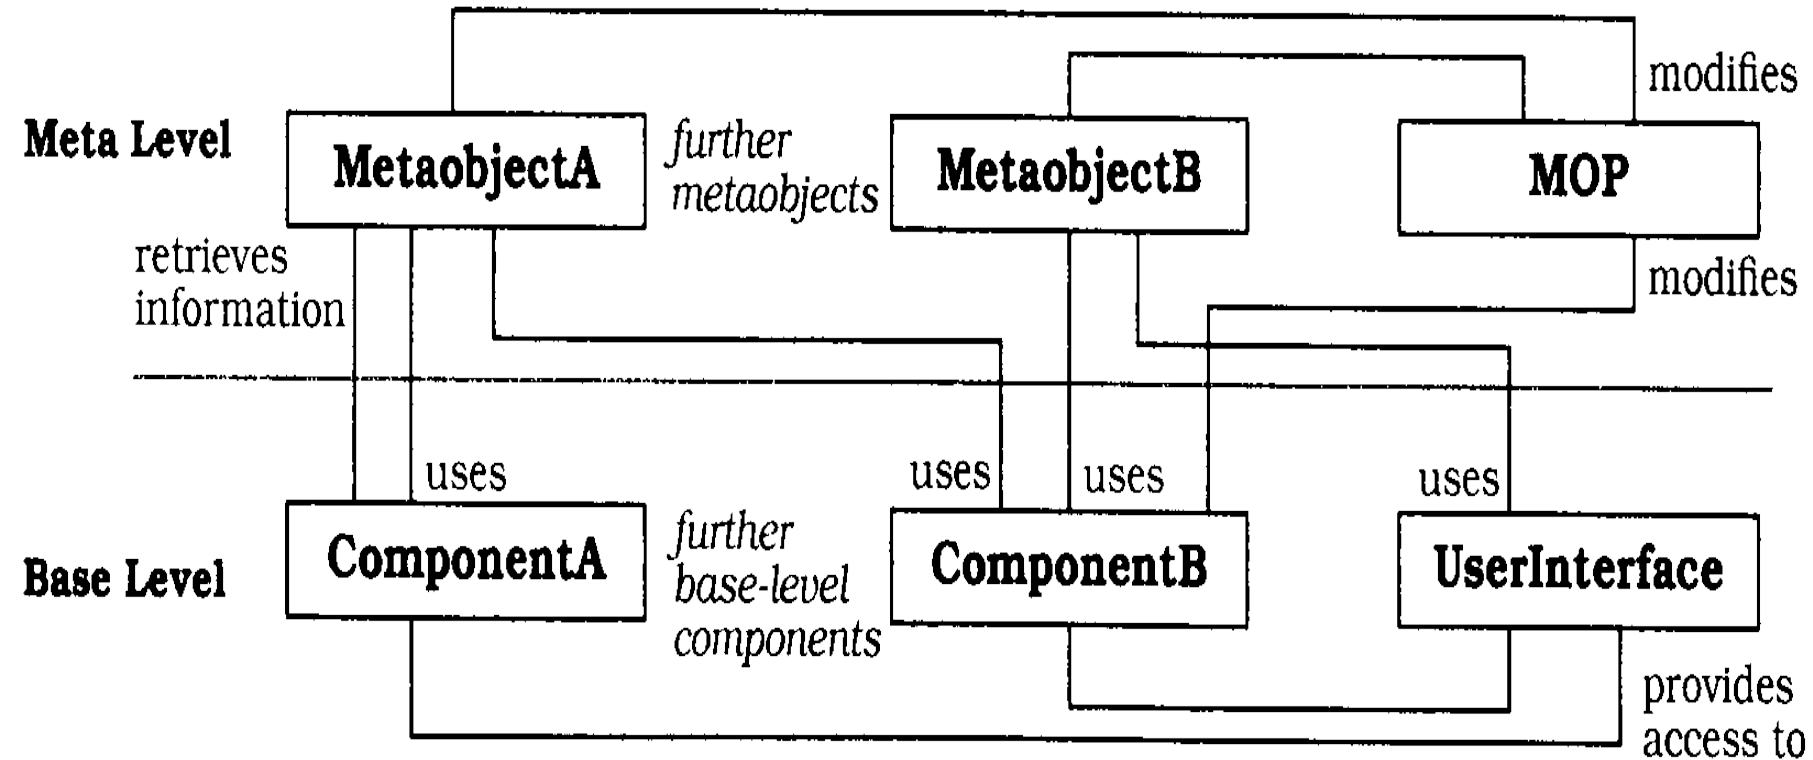 modifies
Meta Level
MetaobjectA
further
metaobjects
MetaobjectB
MOP
retrieves
information
modifies
uses
uses
uses
uses
Base Level
ComponentA
further
base-level
components
ComponentB
UserInterface
provides
access to